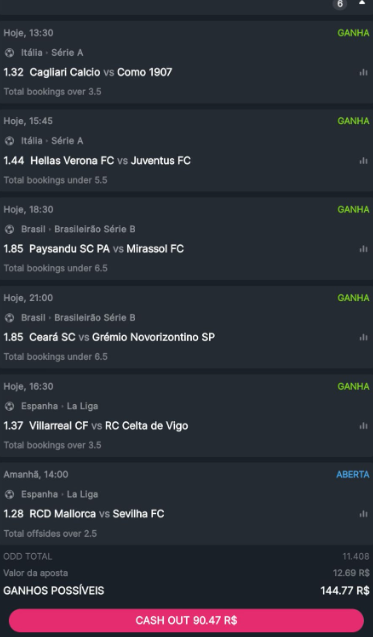 6
Hoje, 13:30 GANHA
Itália · Série A
1.32 Cagliari Calcio vs Como 1907
Total bookings over 3.5
Hoje, 15:45 GANHA
Itália · Série A
1.44 Hellas Verona FC vs Juventus FC
Total bookings under 5.5
Hoje, 18:30 GANHA
Brasil · Brasileirão Série B
1.85 Paysandu SC PA vs Mirassol FC
Total bookings under 6.5
Hoje, 21:00 GANHA
Brasil · Brasileirão Série B
1.85 Ceará SC vs Grémio Novorizontino SP
Total bookings under 6.5
Hoje, 16:30 GANHA
Espanha · La Liga
1.37 Villarreal CF vs RC Celta de Vigo
Total bookings over 3.5
Amanhã, 14:00 ABERTA
Espanha · La Liga
1.28 RCD Mallorca vs Sevilha FC
Total offsides over 2.5
ODD TOTAL 11.408
Valor da aposta 12.69 R$
GANHOS POSSÍVEIS 144.77 R$
CASH OUT 90.47 R$